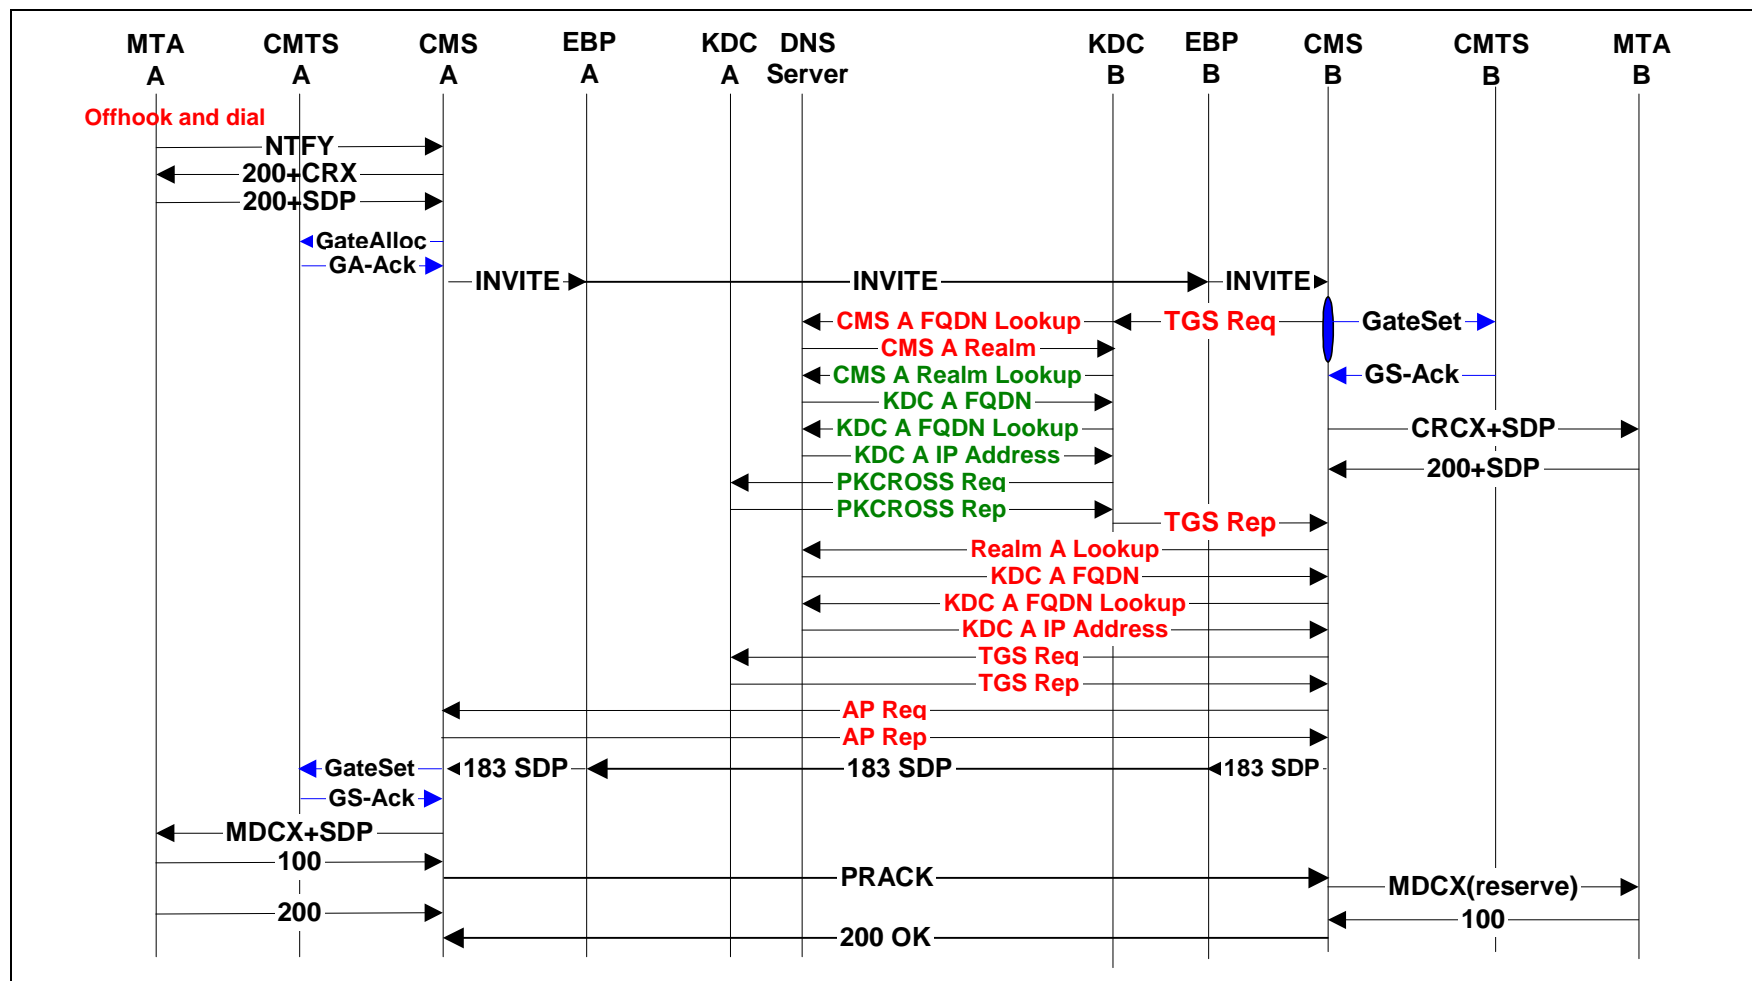 MTA CMTS CMS EBP KDC DNS KDC EBP CMS CMTS MTA
A A A A A Server B B B B B
Offhook and dial
NTFY
200+CRX
200+SDP
GateAlloc
GA-Ack
INVITE INVITE INVITE
CMS A FQDN Lookup TGS Req GateSet
CMS A Realm
CMS A Realm Lookup GS-Ack
KDC A FQDN
KDC A FQDN Lookup CRCX+SDP
KDC A IP Address
200+SDP
PKCROSS Req
PKCROSS Rep
TGS Rep
Realm A Lookup
KDC A FQDN
KDC A FQDN Lookup
KDC A IP Address
TGS Req
TGS Rep
AP Req
AP Rep
GateSet 183 SDP 183 SDP 183 SDP
GS-Ack
MDCX+SDP
100
PRACK
MDCX(reserve)
200
100
200 OK